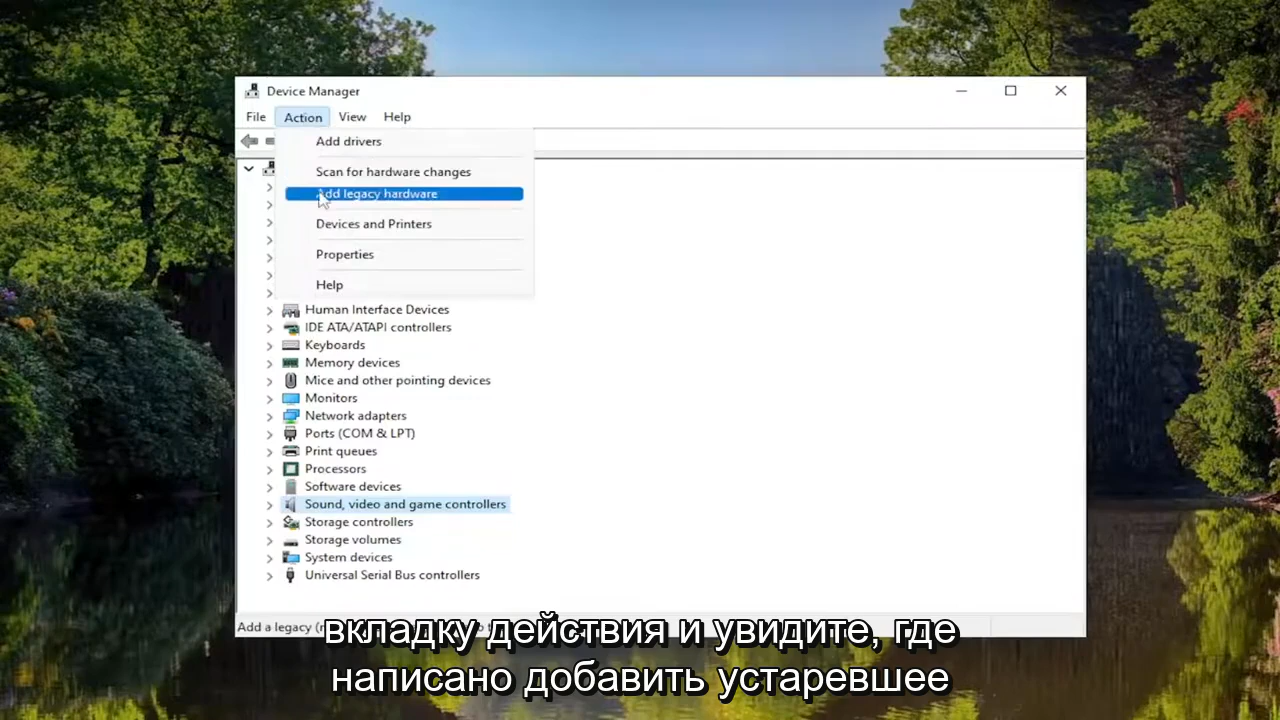 Device Manager
File Action View Help
Add drivers
Scan for hardware changes
Add legacy hardware
Devices and Printers
Properties
Help
Human Interface Devices
IDE ATA/ATAPI controllers
Keyboards
Memory devices
Mice and other pointing devices
Monitors
Network adapters
Ports (COM & LPT)
Print queues
Processors
Software devices
Sound, video and game controllers
Storage controllers
Storage volumes
System devices
Universal Serial Bus controllers
Add a legacy
вкладку действия и увидите, где
написано добавить устаревшее